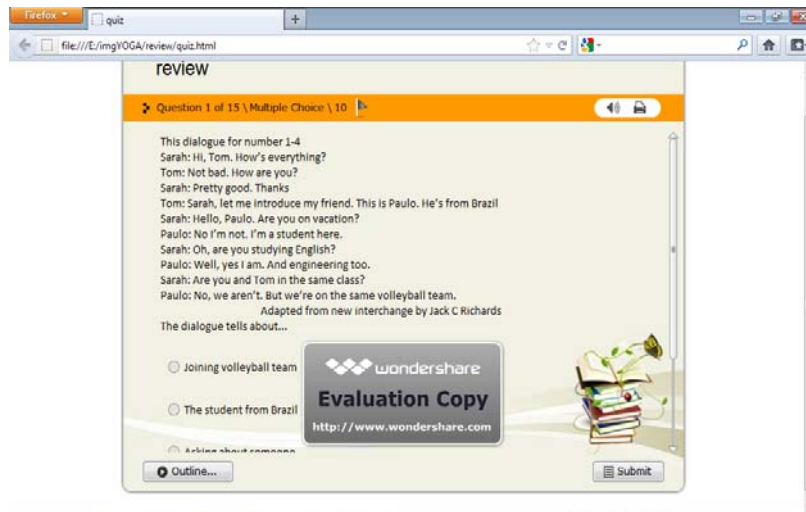 Firefox
quiz
+
file:///E:/imgYOGA/review/quiz.html
review
Question 1 of 15 \ Multiple Choice \ 10
This dialogue for number 1-4
Sarah: Hi, Tom. How's everything?
Tom: Not bad. How are you?
Sarah: Pretty good. Thanks
Tom: Sarah, let me introduce my friend. This is Paulo. He's from Brazil
Sarah: Hello, Paulo. Are you on vacation?
Paulo: No I'm not. I'm a student here.
Sarah: Oh, are you studying English?
Paulo: Well, yes I am. And engineering too.
Sarah: Are you and Tom in the same class?
Paulo: No, we aren't. But we're on the same volleyball team.
Adapted from new interchange by Jack C Richards
The dialogue tells about...
Joining volleyball team
wondershare
Evaluation Copy
The student from Brazil
http://www.wondershare.com
Asking about someone
Outline...
Submit